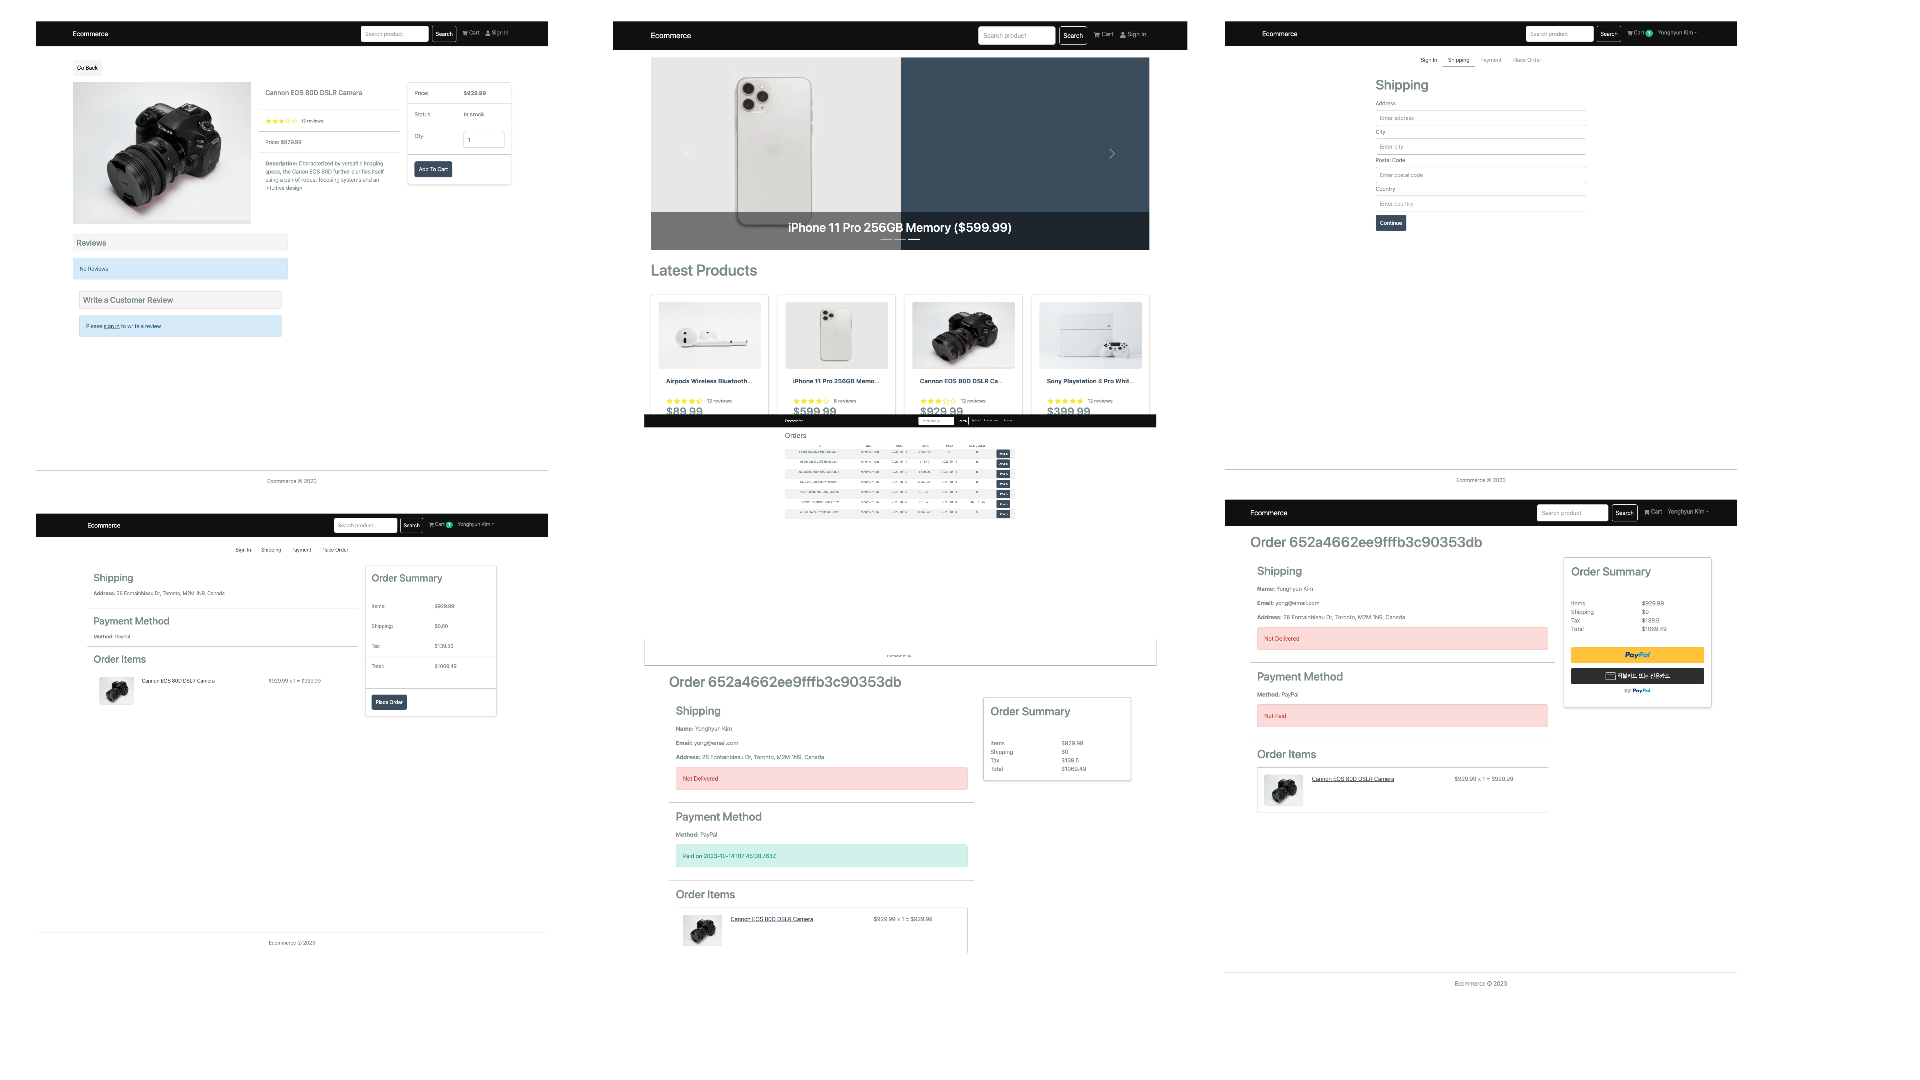 Ecommerce
Search product
Search
Cart
Sign In
Go Back
Cannon EOS 80D DSLR Camera
12 reviews
Price: $929.99
Description: Characterized by versatile imaging
specs, the Canon EOS 80D further clarifies itself
using a pair of robust focusing systems and an
intuitive design
Price: $929.99
Status In stock
Qty 1
Add To Cart
Reviews
No Reviews
Write a Customer Review
Please sign in to write a review
Ecommerce © 2023
Ecommerce
Search product
Search
Cart
Sign In
iPhone 11 Pro 256GB Memory ($599.99)
Latest Products
Airpods Wireless Bluetooth...
12 reviews
$89.99
iPhone 11 Pro 256GB Memo...
8 reviews
$599.99
Cannon EOS 80D DSLR Ca...
12 reviews
$929.99
Sony Playstation 4 Pro Whit...
12 reviews
$399.99
Orders
Ecommerce
Search product
Search
Cart 1
Yonghyun Kim
Sign In Shipping Payment Place Order
Shipping
Address
Enter address
City
Enter city
Postal Code
Enter postal code
Country
Enter country
Continue
Ecommerce © 2023
Ecommerce
Search product
Search
Cart 1
Yonghyun Kim
Sign In Shipping Payment Place Order
Shipping
Address: 26 Fontainbleau Dr, Toronto, M2M 1N9, Canada
Payment Method
Method: PayPal
Order Items
Cannon EOS 80D DSLR Camera $929.99 x 1 = $929.99
Order Summary
Items: $929.99
Shipping: $0.00
Tax: $139.50
Total: $1069.49
Place Order
Ecommerce © 2023
Order 652a4662ee9fffb3c90353db
Shipping
Name: Yonghyun Kim
Email: yong@email.com
Address: 26 Fontainbleau Dr, Toronto, M2M 1N9, Canada
Not Delivered
Payment Method
Method: PayPal
Order Items
Cannon EOS 80D DSLR Camera $929.99 x 1 = $929.99
Order Summary
Items $929.99
Shipping $0
Tax $139.5
Total $1069.49
Ecommerce
Search product
Search
Cart
Yonghyun Kim
Order 652a4662ee9fffb3c90353db
Shipping
Name: Yonghyun Kim
Email: yong@email.com
Address: 26 Fontainbleau Dr, Toronto, M2M 1N9, Canada
Not Delivered
Payment Method
Method: PayPal
Not Paid
Order Items
Cannon EOS 80D DSLR Camera $929.99 x 1 = $929.99
Order Summary
Items $929.99
Shipping $0
Tax $139.5
Total $1069.49
PayPal
직불카드 또는 신용카드
PayPal
Ecommerce © 2023